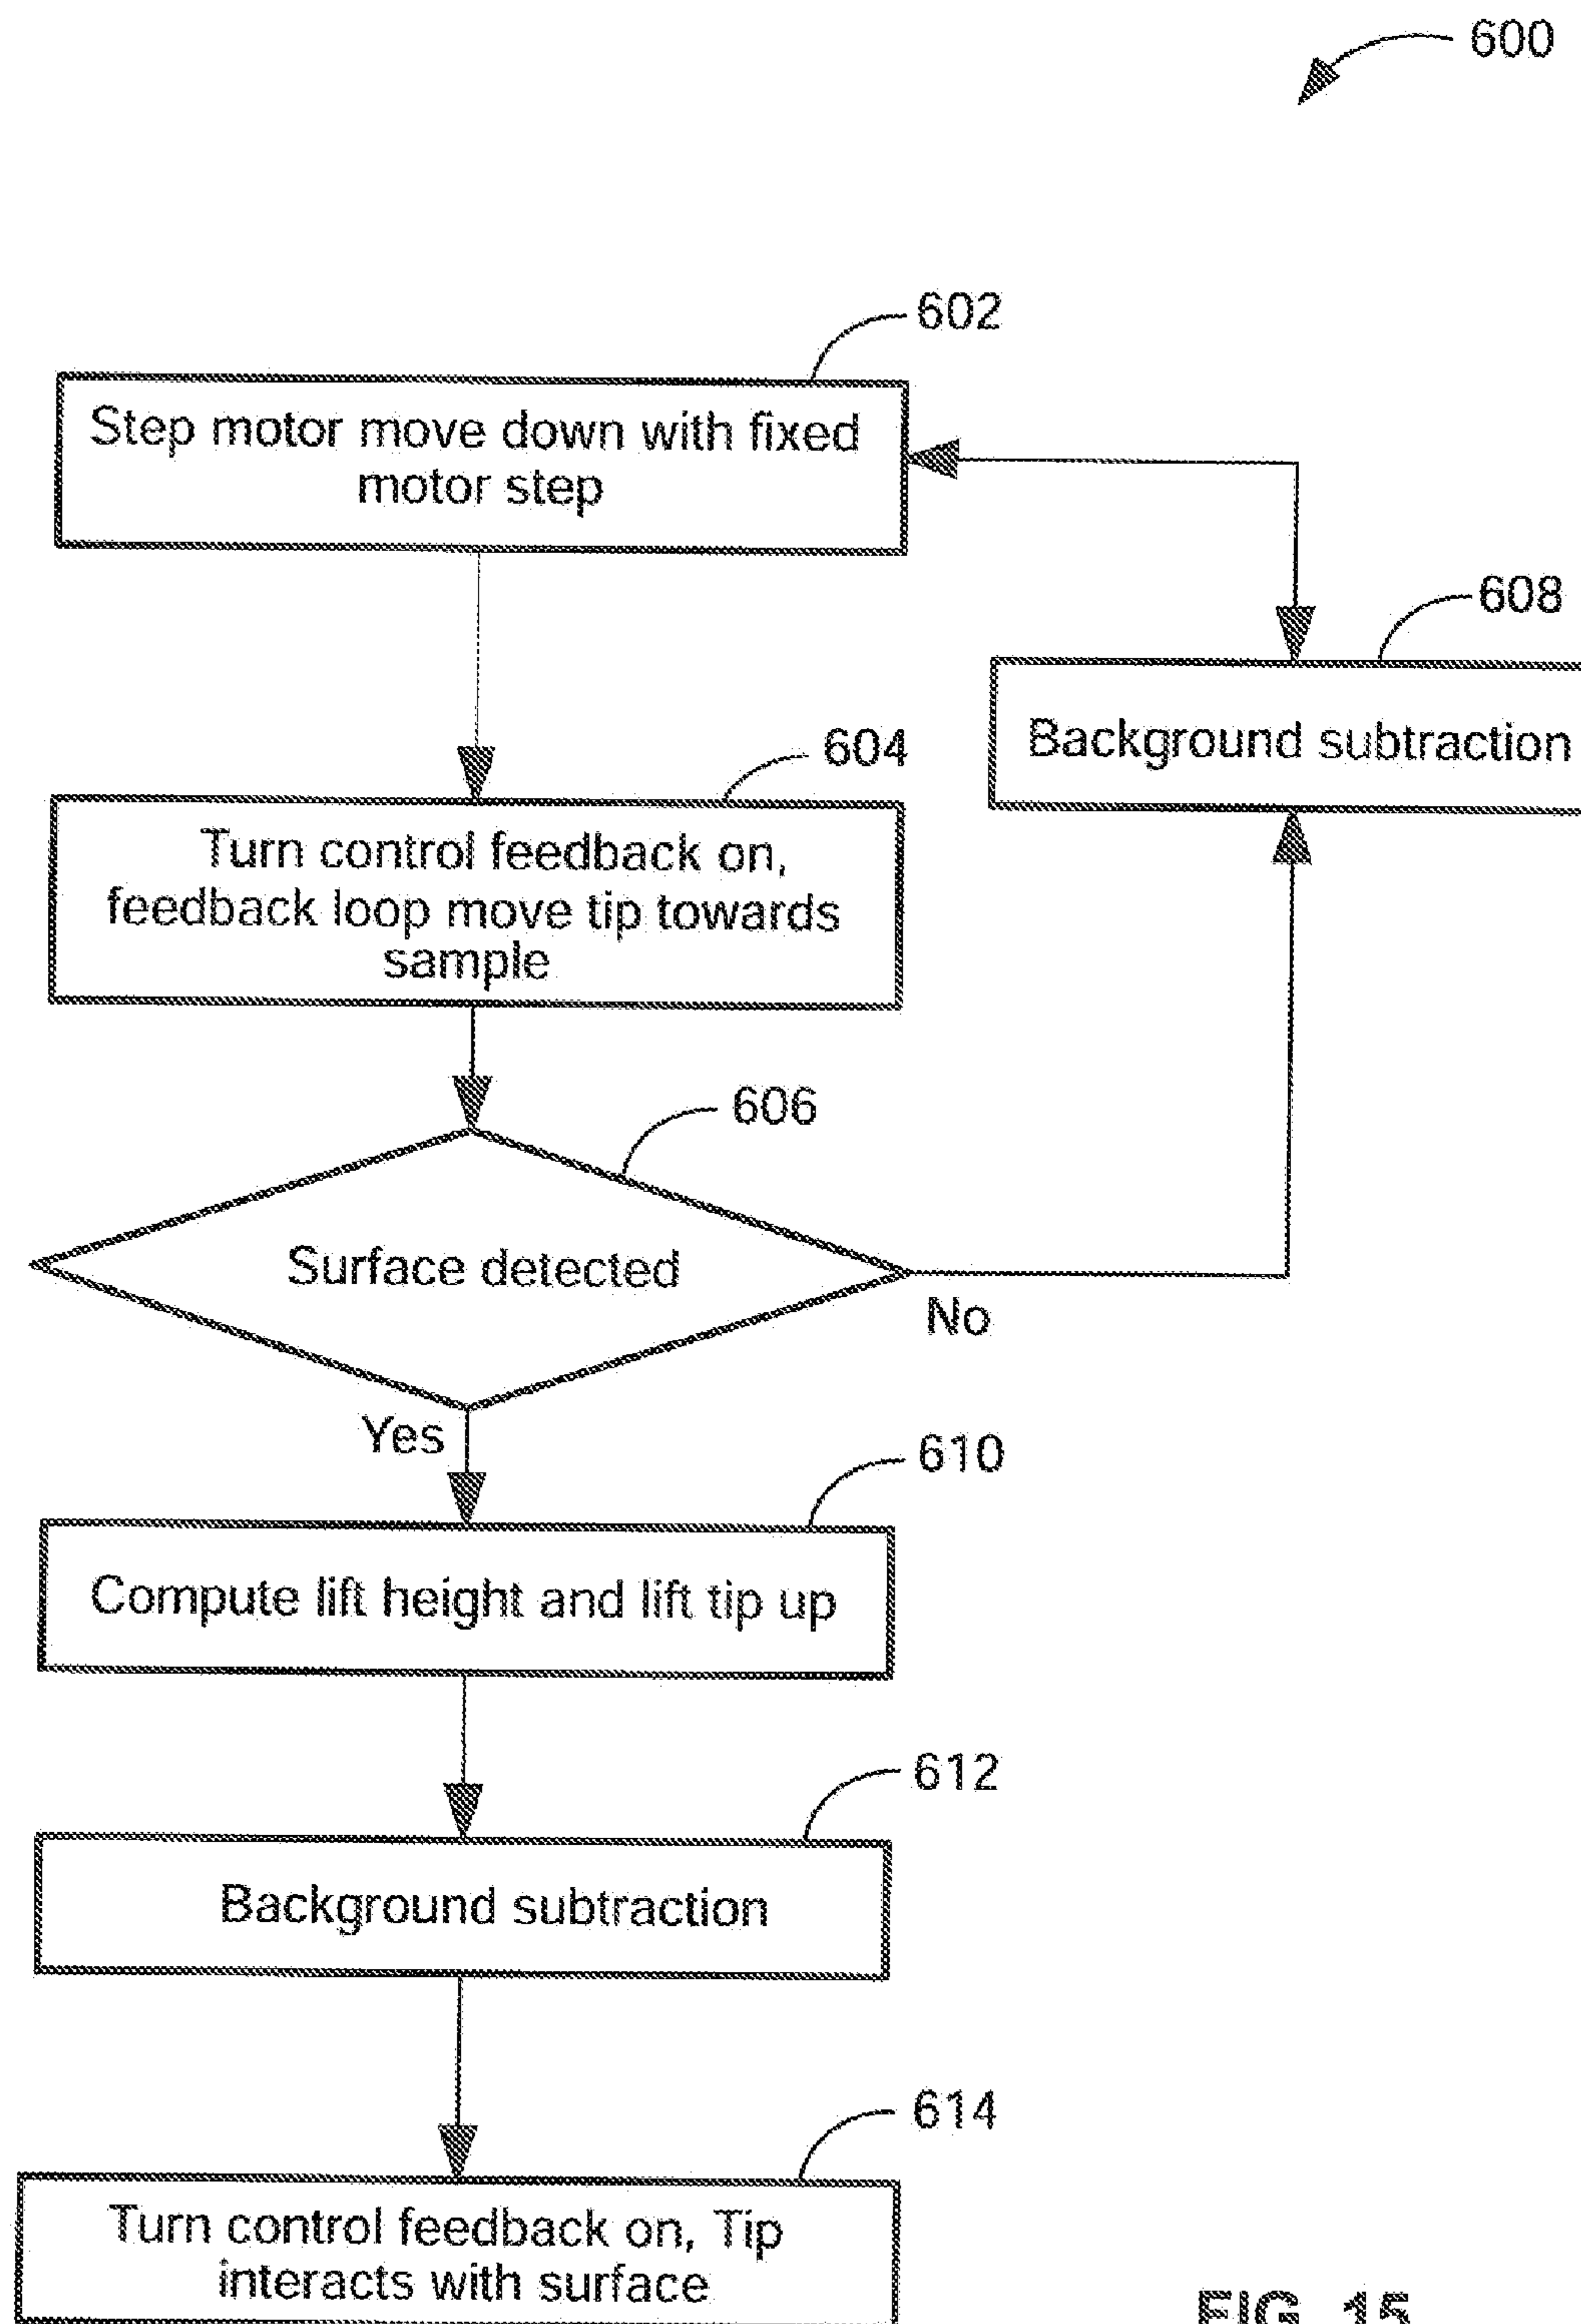 600
602
Step motor move down with fixed
motor step
608
Background subtraction
604
Turn control feedback on,
feedback loop move tip towards
sample
606
Surface detected
No
Yes
610
Compute lift height and lift tip up
612
Background subtraction
614
Turn control feedback on, Tip
interacts with surface
FIG. 15